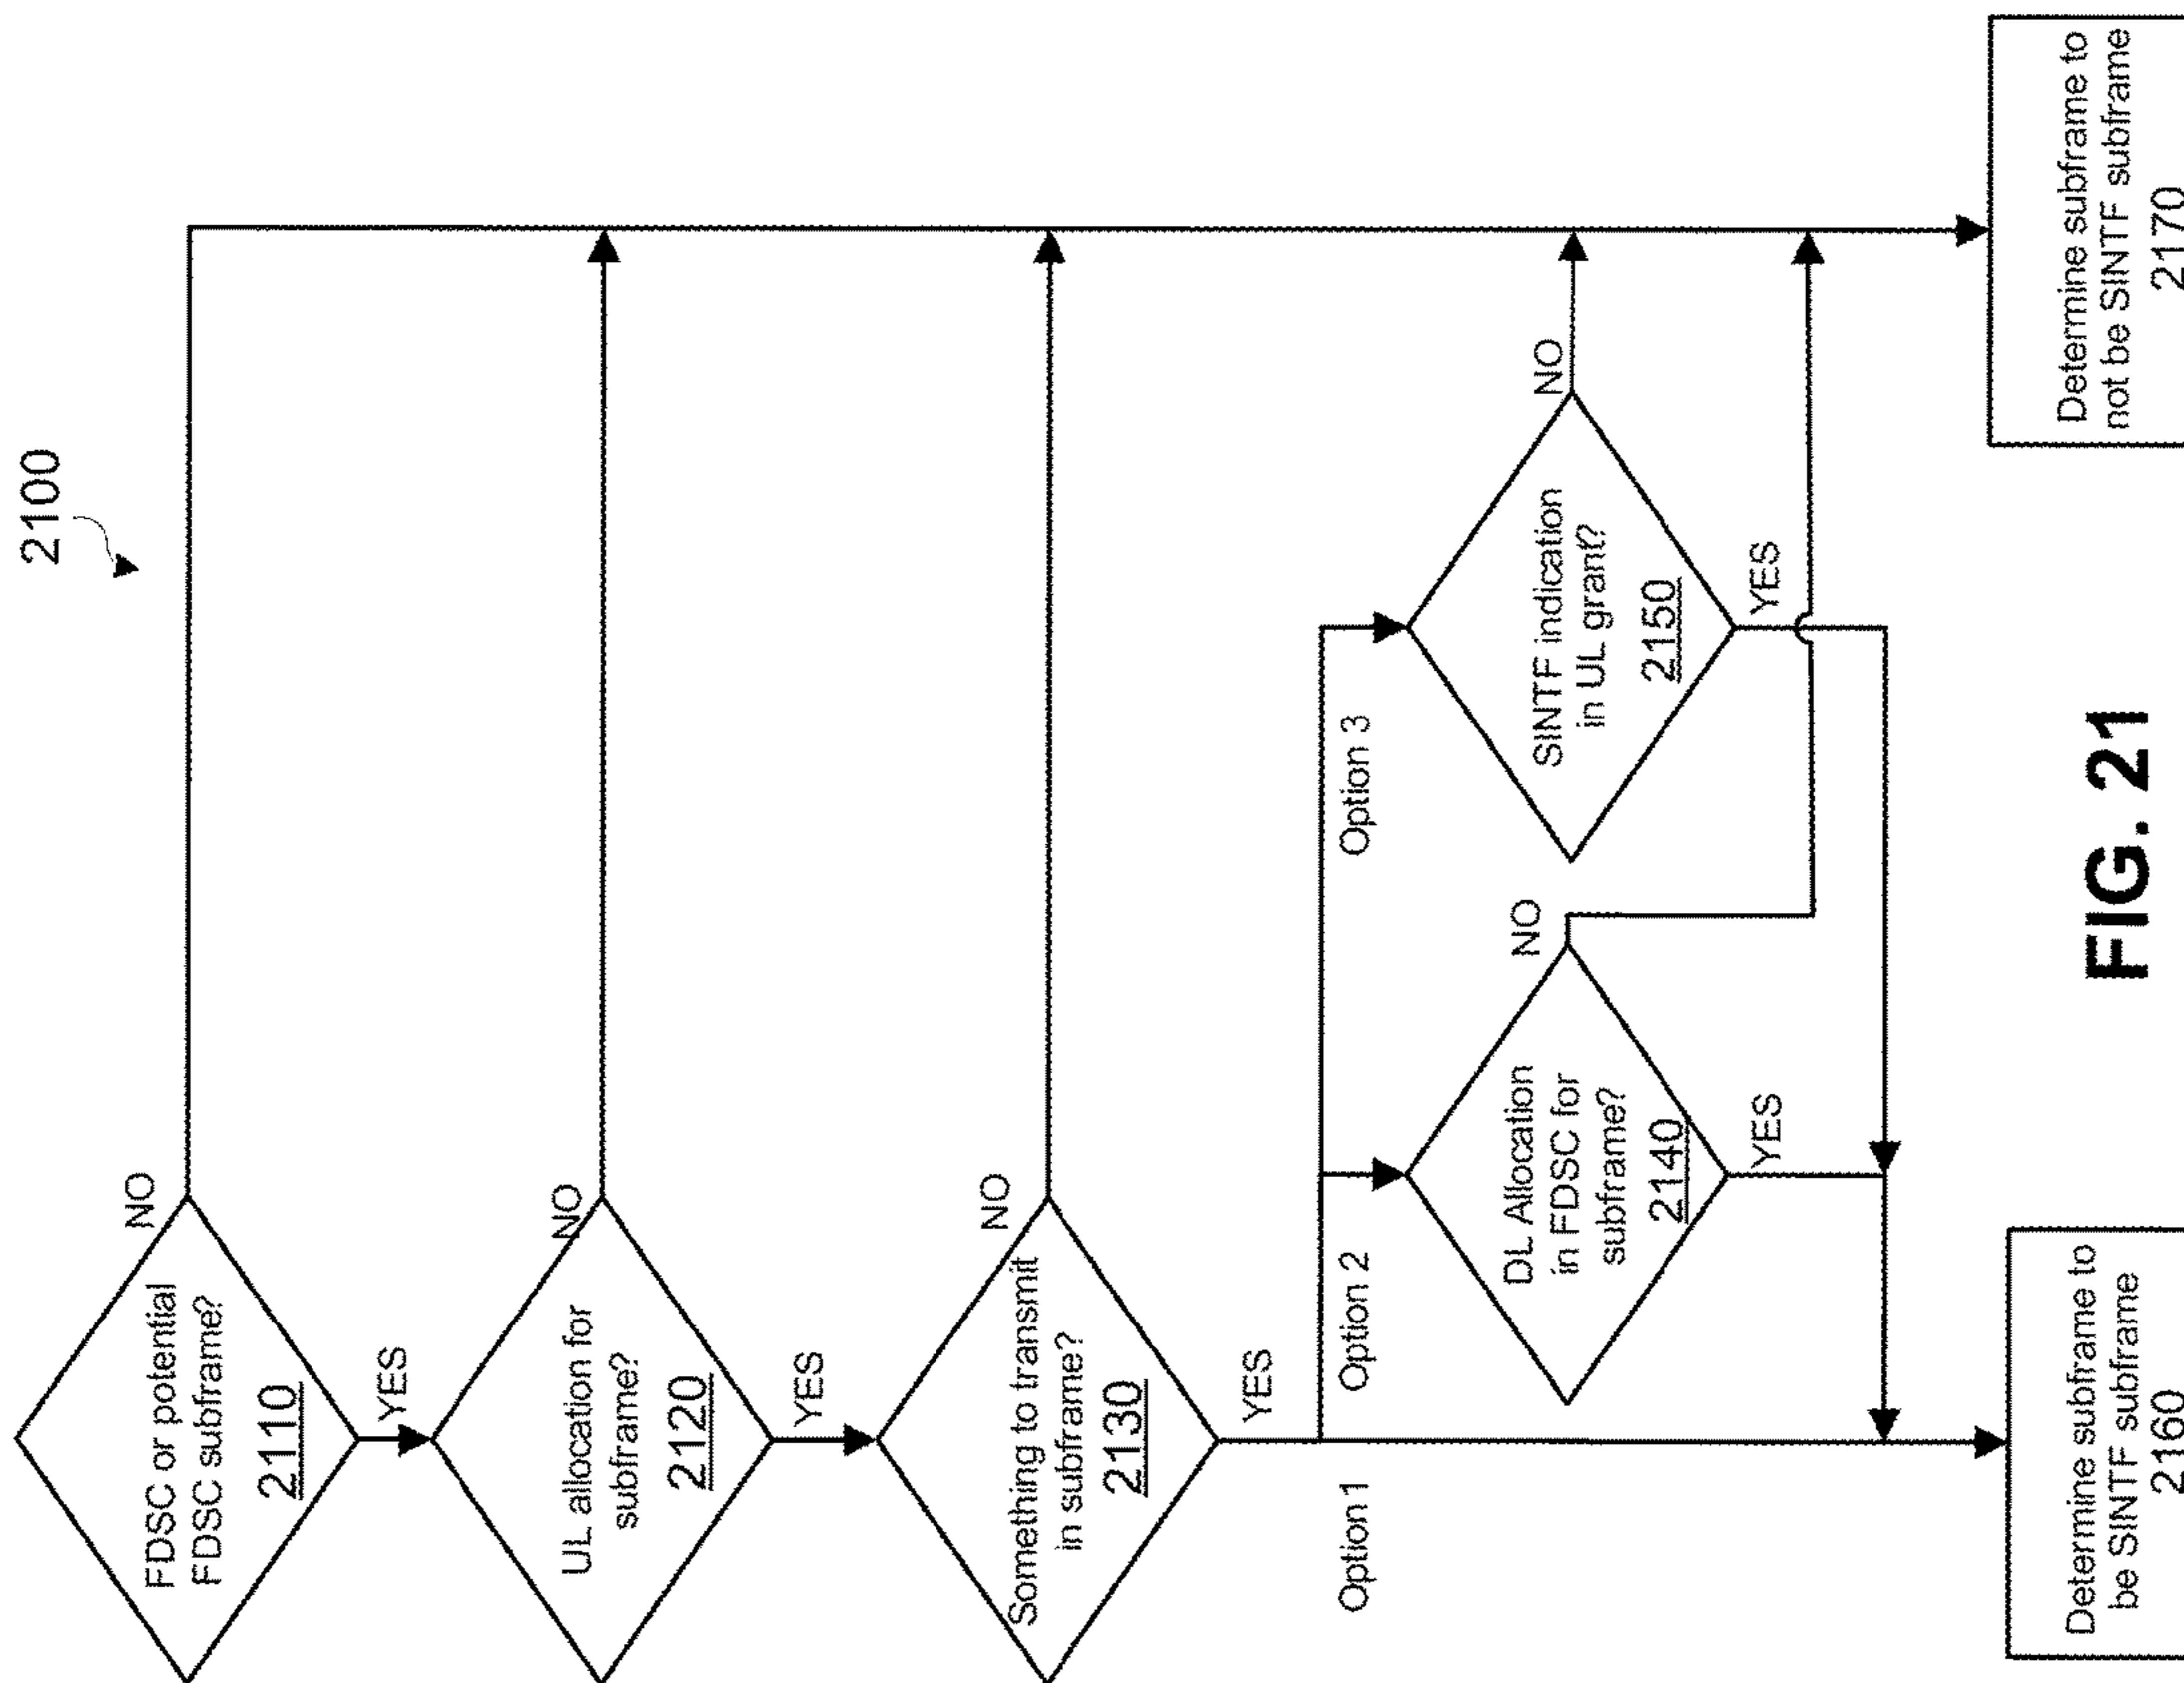 2100
FDSC or potential
FDSC subframe?
2110
NO
YES
UL allocation for
subframe?
2120
NO
YES
Something to transmit
in subframe?
2130
NO
YES
Option 1
Option 2
Option 3
DL Allocation
in FDSC for
subframe?
2140
NO
YES
SINTF indication
in UL grant?
2150
NO
YES
Determine subframe to
be SINTF subframe
2160
Determine subframe to
not be SINTF subframe
2170
FIG. 21